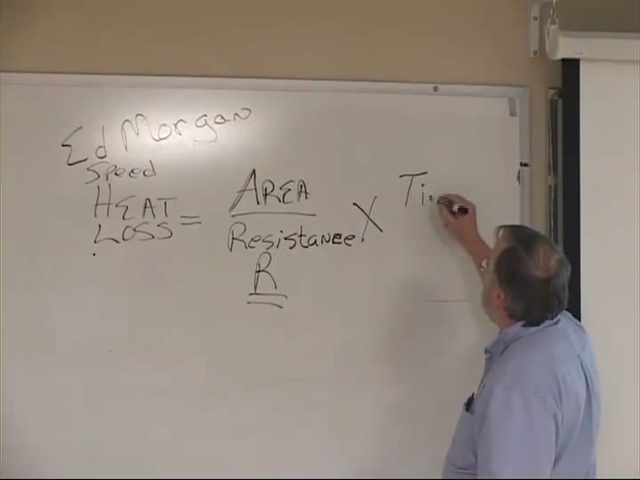 Ed Morgan
Speed
HEAT
LOSS = AREA
Resistance
R
X Ti